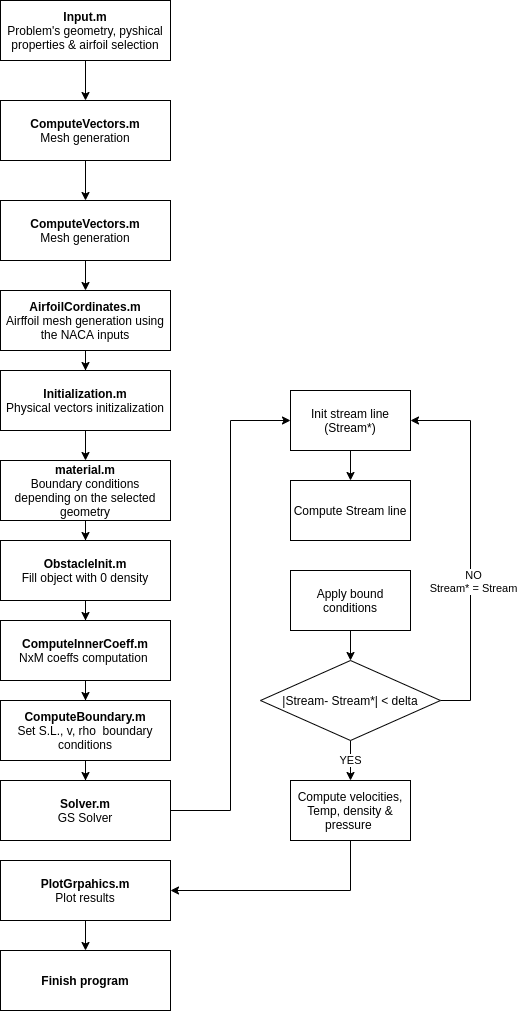 Input.m
Problem's geometry, pyshical
properties & airfoil selection
ComputeVectors.m
Mesh generation
ComputeVectors.m
Mesh generation
AirfoilCordinates.m
Airffoil mesh generation using
the NACA inputs
Initialization.m
Physical vectors initizalization
material.m
Boundary conditions
depending on the selected
geometry
ObstacleInit.m
Fill object with 0 density
ComputeInnerCoeff.m
NxM coeffs computation
ComputeBoundary.m
Set S.L., v, rho boundary
conditions
Solver.m
GS Solver
Init stream line
(Stream*)
Compute Stream line
NO
Stream* = Stream
Apply bound
conditions
|Stream- Stream*| < delta
YES
Compute velocities,
Temp, density &
pressure
PlotGrpahics.m
Plot results
Finish program